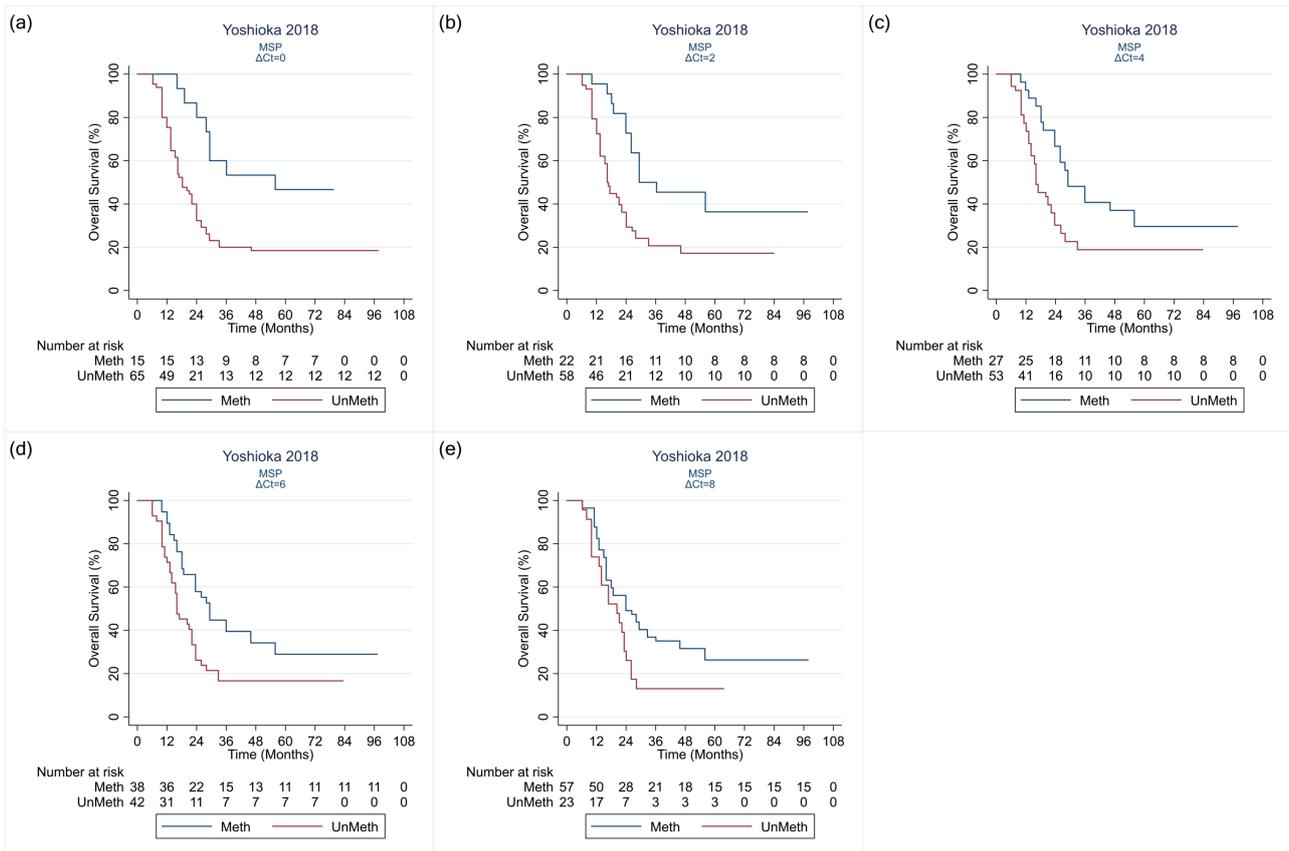 (a)
Yoshioka 2018
MSP
ΔCt=0
Overall Survival (%)
100
80
60
40
20
0
0 12 24 36 48 60 72 84 96 108
Time (Months)
Number at risk
Meth 15 15 13 9 8 7 7 0 0 0
UnMeth 65 49 21 13 12 12 12 12 12 0
Meth UnMeth
(b)
Yoshioka 2018
MSP
ΔCt=2
Overall Survival (%)
100
80
60
40
20
0
0 12 24 36 48 60 72 84 96 108
Time (Months)
Number at risk
Meth 22 21 16 11 10 8 8 8 8 0
UnMeth 58 46 21 12 10 10 10 0 0 0
Meth UnMeth
(c)
Yoshioka 2018
MSP
ΔCt=4
Overall Survival (%)
100
80
60
40
20
0
0 12 24 36 48 60 72 84 96 108
Time (Months)
Number at risk
Meth 27 25 18 11 10 8 8 8 8 0
UnMeth 53 41 16 10 10 10 10 0 0 0
Meth UnMeth
(d)
Yoshioka 2018
MSP
ΔCt=6
Overall Survival (%)
100
80
60
40
20
0
0 12 24 36 48 60 72 84 96 108
Time (Months)
Number at risk
Meth 38 36 22 15 13 11 11 11 11 0
UnMeth 42 31 11 7 7 7 7 0 0 0
Meth UnMeth
(e)
Yoshioka 2018
MSP
ΔCt=8
Overall Survival (%)
100
80
60
40
20
0
0 12 24 36 48 60 72 84 96 108
Time (Months)
Number at risk
Meth 57 50 28 21 18 15 15 15 15 0
UnMeth 23 17 7 3 3 3 0 0 0 0
Meth UnMeth